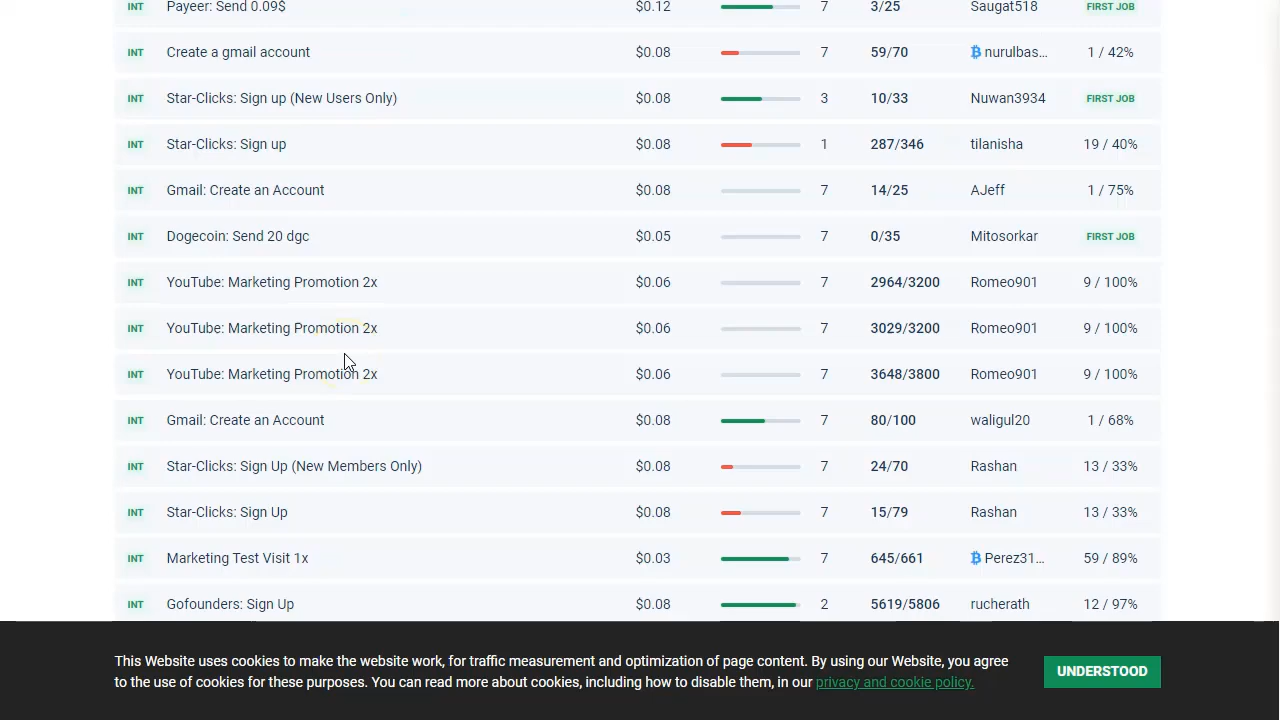 INT Payeer: Send 0.09$ $0.12 7 3/25 Saugat518 FIRST JOB
INT Create a gmail account $0.08 7 59/70 nurulbas... 1 / 42%
INT Star-Clicks: Sign up (New Users Only) $0.08 3 10/33 Nuwan3934 FIRST JOB
INT Star-Clicks: Sign up $0.08 1 287/346 tilanisha 19 / 40%
INT Gmail: Create an Account $0.08 7 14/25 AJeff 1 / 75%
INT Dogecoin: Send 20 dgc $0.05 7 0/35 Mitosorkar FIRST JOB
INT YouTube: Marketing Promotion 2x $0.06 7 2964/3200 Romeo901 9 / 100%
INT YouTube: Marketing Promotion 2x $0.06 7 3029/3200 Romeo901 9 / 100%
INT YouTube: Marketing Promotion 2x $0.06 7 3648/3800 Romeo901 9 / 100%
INT Gmail: Create an Account $0.08 7 80/100 waligul20 1 / 68%
INT Star-Clicks: Sign Up (New Members Only) $0.08 7 24/70 Rashan 13 / 33%
INT Star-Clicks: Sign Up $0.08 7 15/79 Rashan 13 / 33%
INT Marketing Test Visit 1x $0.03 7 645/661 Perez31... 59 / 89%
INT Gofounders: Sign Up $0.08 2 5619/5806 rucherath 12 / 97%
This Website uses cookies to make the website work, for traffic measurement and optimization of page content. By using our Website, you agree
to the use of cookies for these purposes. You can read more about cookies, including how to disable them, in our privacy and cookie policy.
UNDERSTOOD